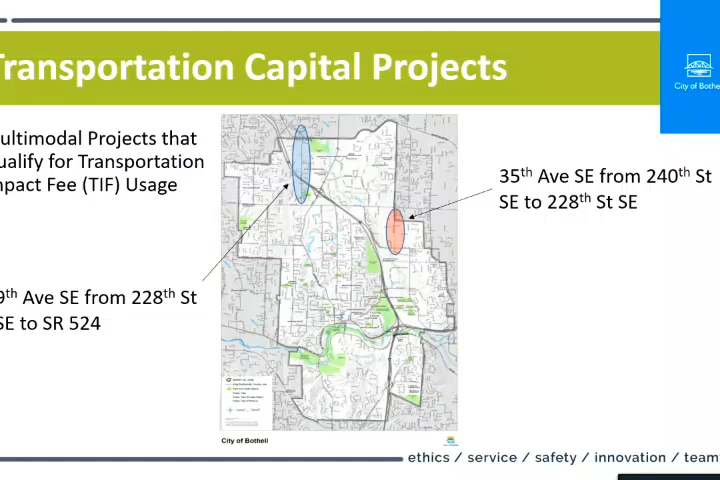 Transportation Capital Projects
City of Bothell
ultimodal Projects that
ualify for Transportation
mpact Fee (TIF) Usage
35th Ave SE from 240th St
SE to 228th St SE
9th Ave SE from 228th St
SE to SR 524
City of Bothell
ethics / service / safety / innovation / team